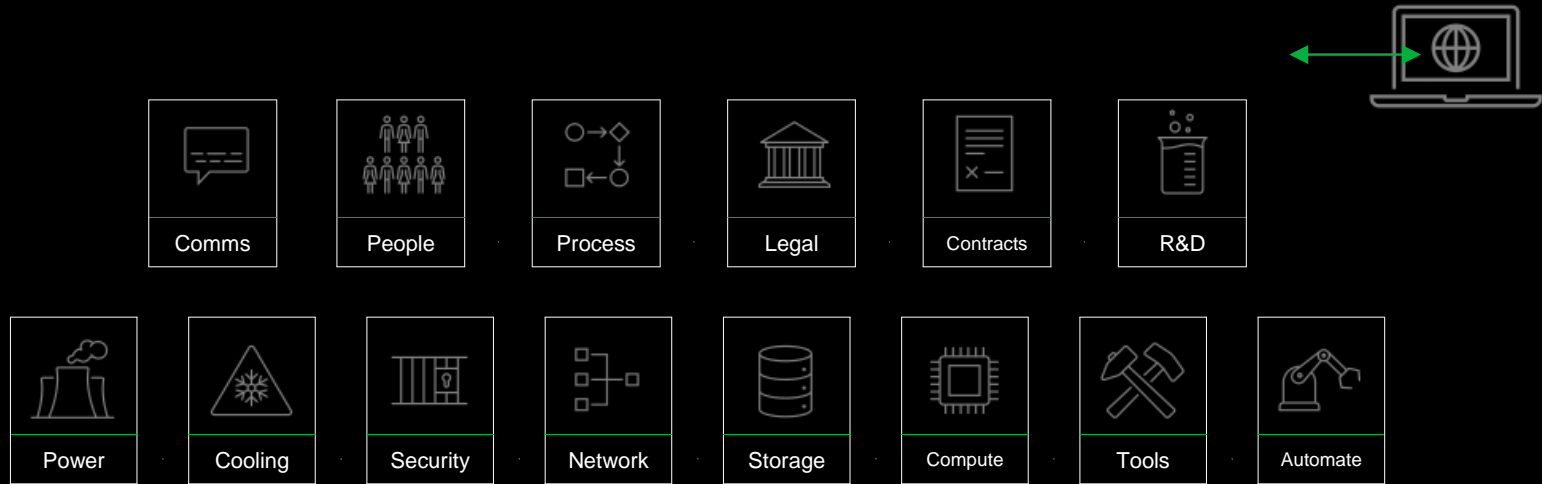 Comms
People
Process
Legal
Contracts
R&D
Power
Cooling
Security
Network
Storage
Compute
Tools
Automate